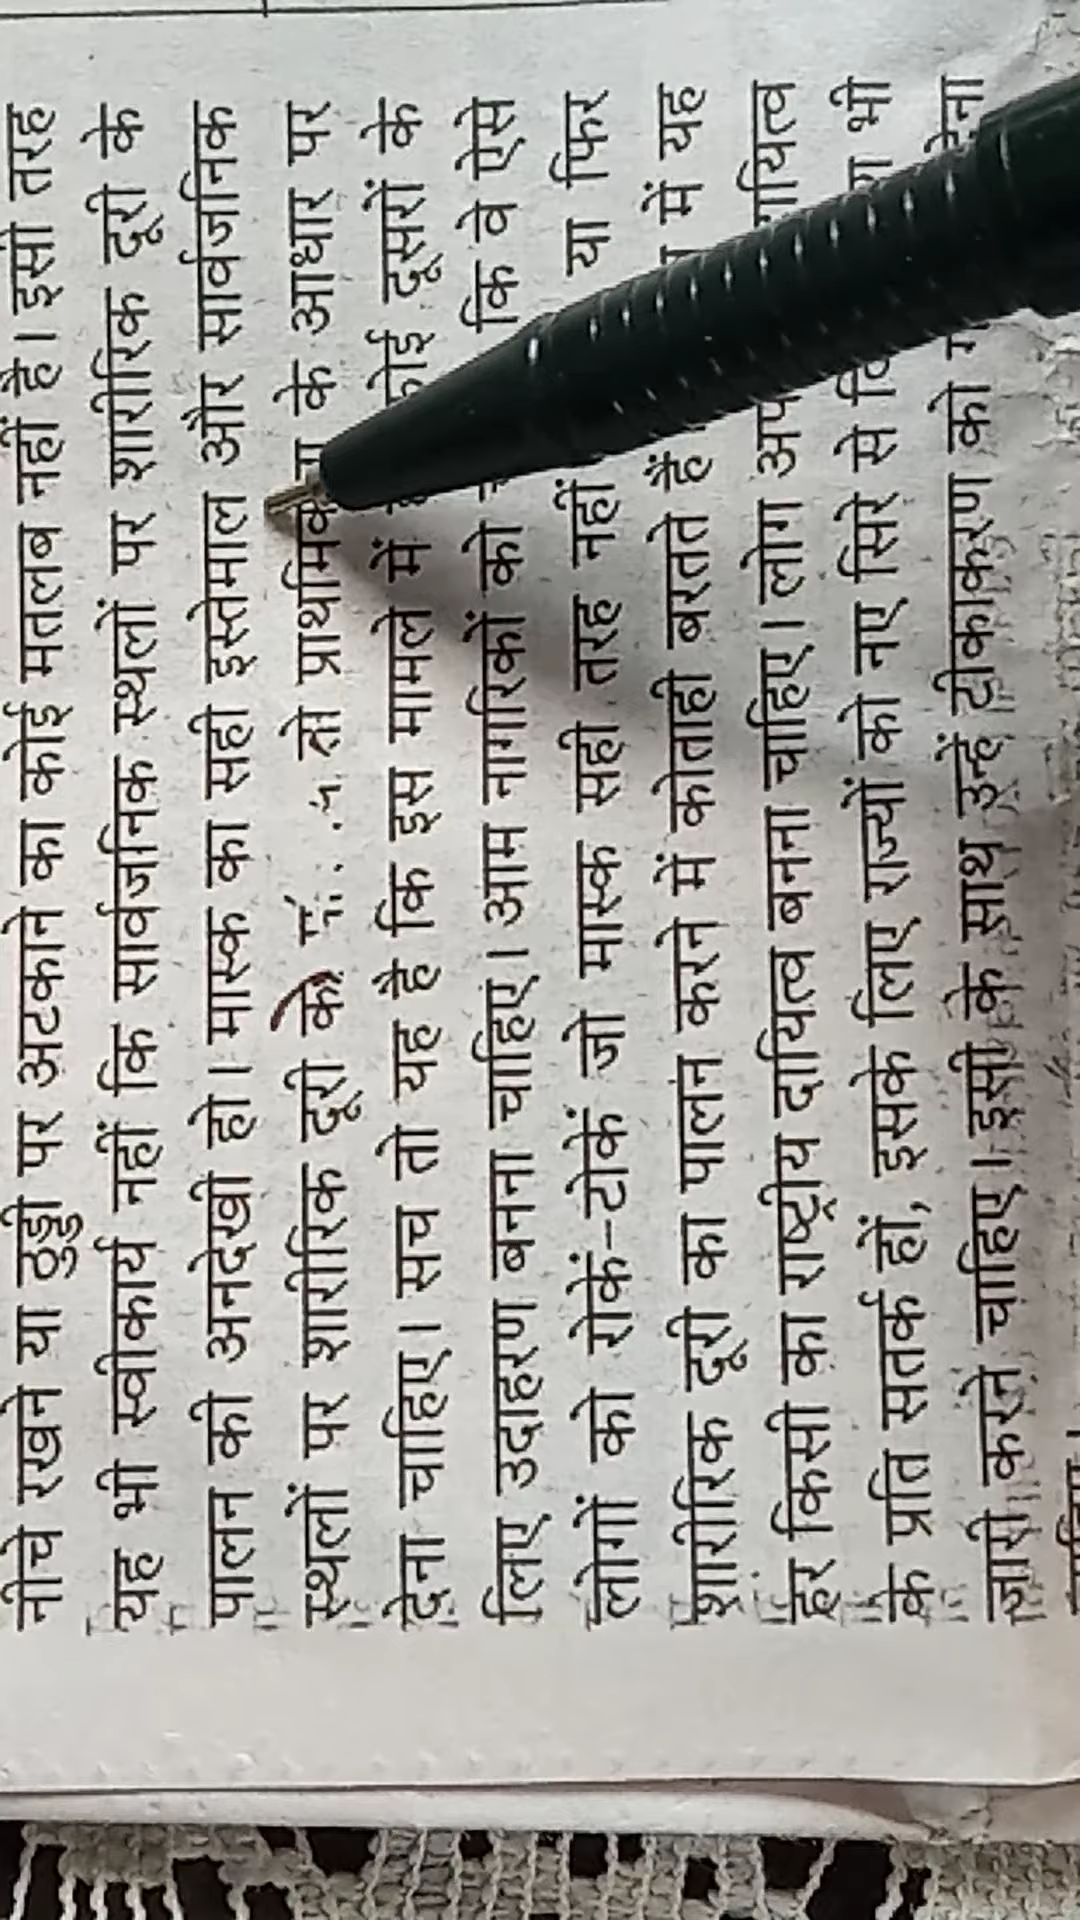 नीचे रखने या ठुड्डी पर अटकाने का कोई मतलब नहीं है। इसी तरह
यह भी स्वीकार्य नहीं कि सार्वजनिक स्थलों पर शारीरिक दूरी के
पालन की अनदेखी हो। मास्क का सही इस्तेमाल और सार्वजनिक
स्थलों पर शारीरिक दूरी को तो के आधार पर
देना चाहिए। सच तो यह है कि इस मामले में दूसरों के
लिए उदाहरण बनना चाहिए। आम नागरिकों को कि वे ऐसे
लोगों को रोकें-टोकें जो मास्क सही तरह नहीं या फिर
शारीरिक दूरी का पालन करने में कोताही बरतते हैं में यह
हर किसी का राष्ट्रीय दायित्व बनना चाहिए। लोग
के प्रति सतर्क हों, इसके लिए राज्यों को नए सिरे से भी
जारी करने चाहिए। इसी के साथ उन्हें टीकाकरण को